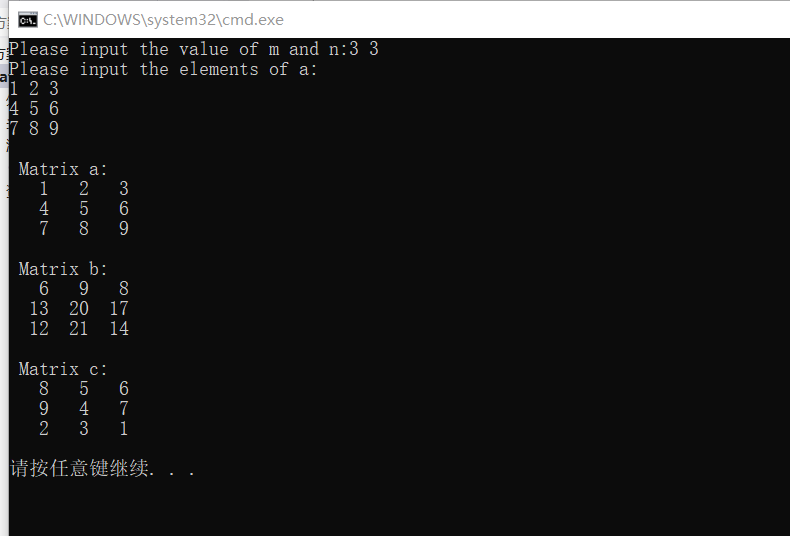 C:\WINDOWS\system32\cmd.exe
Please input the value of m and n:3 3
Please input the elements of a:
1 2 3
4 5 6
7 8 9
Matrix a:
1 2 3
4 5 6
7 8 9
Matrix b:
6 9 8
13 20 17
12 21 14
Matrix c:
8 5 6
9 4 7
2 3 1
请按任意键继续. . .